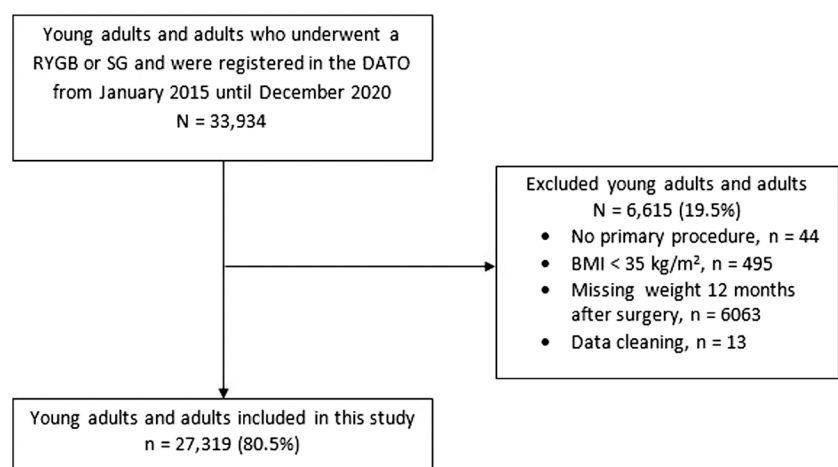 Young adults and adults who underwent a
RYGB or SG and were registered in the DATO
from January 2015 until December 2020
N = 33,934
Excluded young adults and adults
N = 6,615 (19.5%)
• No primary procedure, n = 44
• BMI < 35 kg/m², n = 495
• Missing weight 12 months
after surgery, n = 6063
• Data cleaning, n = 13
Young adults and adults included in this study
n = 27,319 (80.5%)